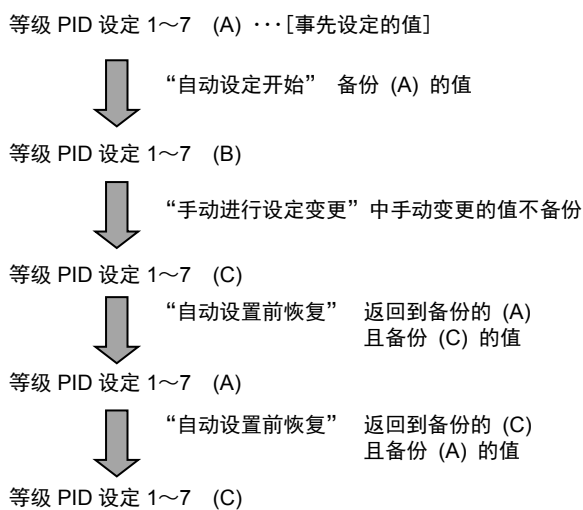 等级 PID 设定 1～7 (A) ···[事先设定的值]
“自动设定开始” 备份 (A) 的值
等级 PID 设定 1～7 (B)
“手动进行设定变更”中手动变更的值不备份
等级 PID 设定 1～7 (C)
“自动设置前恢复” 返回到备份的 (A)
且备份 (C) 的值
等级 PID 设定 1～7 (A)
“自动设置前恢复” 返回到备份的 (C)
且备份 (A) 的值
等级 PID 设定 1～7 (C)